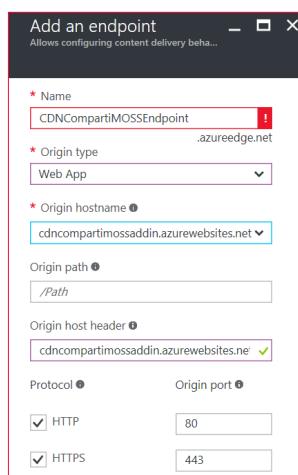 Add an endpoint
Allows configuring content delivery beha...
* Name
CDNCompartiMOSSEndpoint
.azureedge.net
* Origin type
Web App
* Origin hostname
cdncompartimossaddin.azurewebsites.net
Origin path
/Path
Origin host header
cdncompartimossaddin.azurewebsites.net
Protocol Origin port
HTTP 80
HTTPS 443